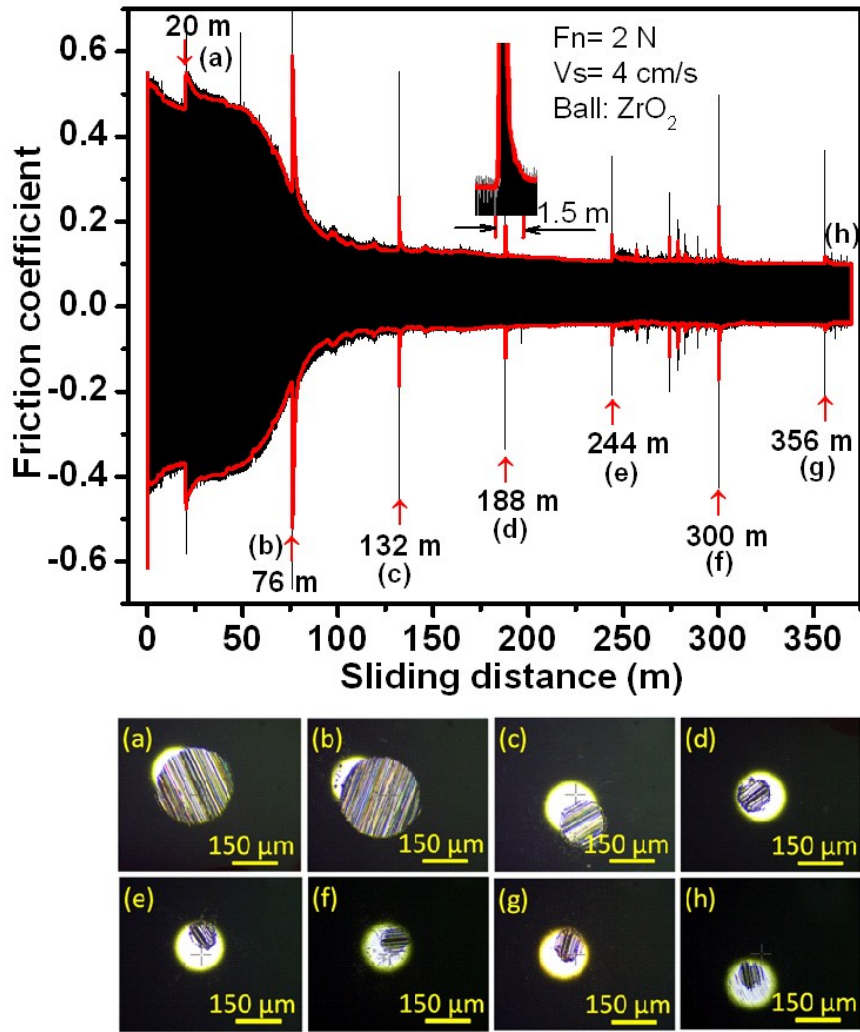 0.6
0.4
0.2
0.0
-0.2
-0.4
-0.6
Friction coefficient
20 m
(a)
Fn= 2 N
Vs= 4 cm/s
Ball: ZrO₂
1.5 m
(h)
(b)
76 m
132 m
(c)
188 m
(d)
244 m
(e)
300 m
(f)
356 m
(g)
0 50 100 150 200 250 300 350
Sliding distance (m)
(a) (b) (c) (d)
150 µm 150 µm 150 µm 150 µm
(e) (f) (g) (h)
150 µm 150 µm 150 µm 150 µm